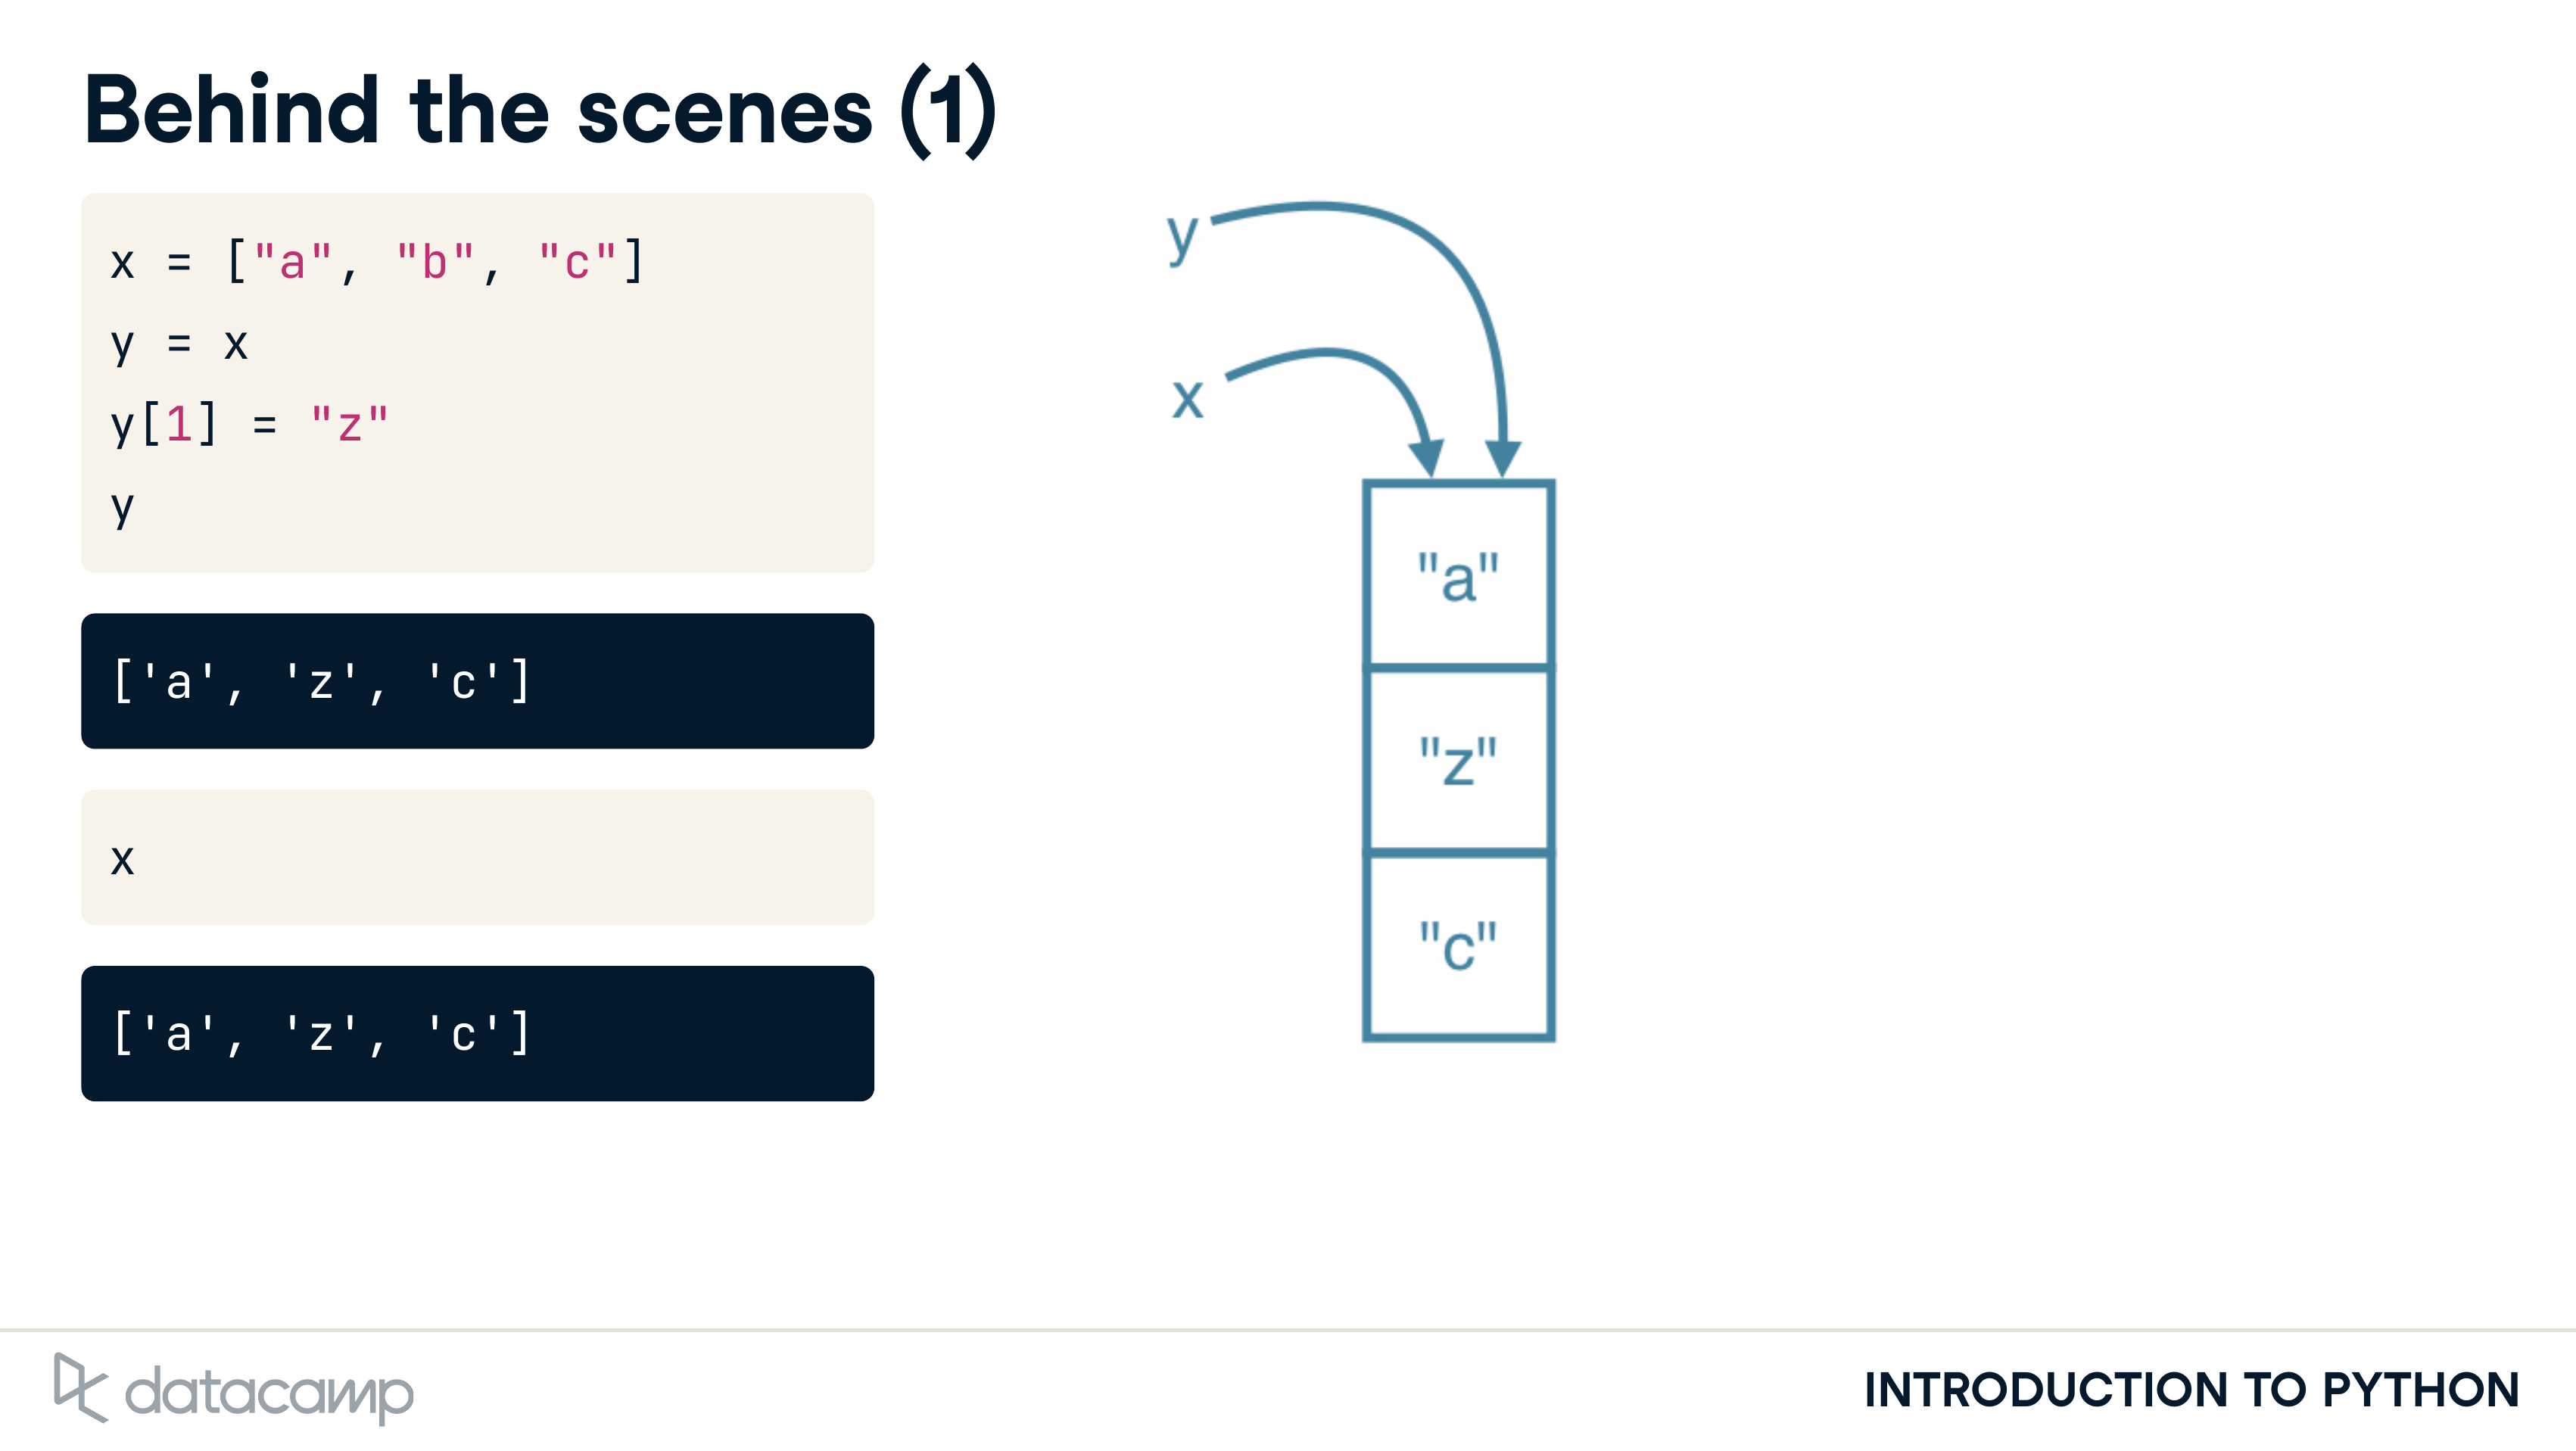 Behind the scenes (1)
x = ["a", "b", "c"]
y = x
y[1] = "z"
y
['a', 'z', 'c']
x
['a', 'z', 'c']
y
x
"a"
"z"
"c"
datacamp
INTRODUCTION TO PYTHON